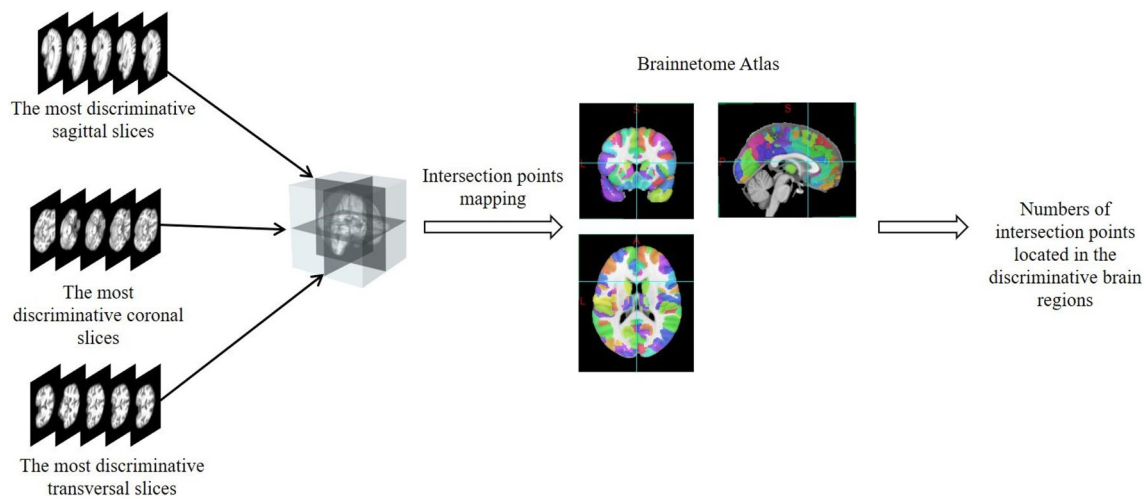 The most discriminative
sagittal slices
The most
discriminative coronal
slices
The most discriminative
transversal slices
Intersection points
mapping
Brainnetome Atlas
S
S
A
L
Numbers of
intersection points
located in the
discriminative brain
regions